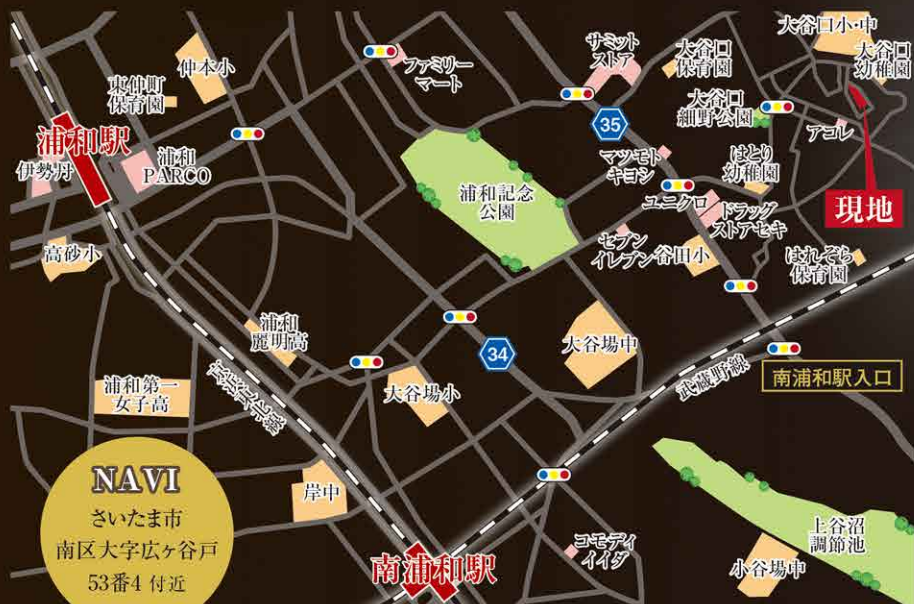 大谷口小・中
大谷口
幼稚園
サミット
ストア
大谷口
保育園
ファミリー
マート
仲本小
東仲町
保育園
大谷口
細野公園
アコレ
35
浦和駅
伊勢丹
浦和
PARCO
マツモト
キヨシ
はとり
幼稚園
浦和記念
公園
ユニクロ
ドラッグ
ストアセキ
現地
セブン
イレブン
谷田小
はれぞら
保育園
高砂小
浦和
麗明高
34
大谷場中
武蔵野線
南浦和駅入口
浦和第一
女子高
京浜東北線
大谷場小
NAVI
さいたま市
南区大字広ヶ谷戸
53番4 付近
岸中
南浦和駅
コモディ
イイダ
上谷沼
調節池
小谷場中